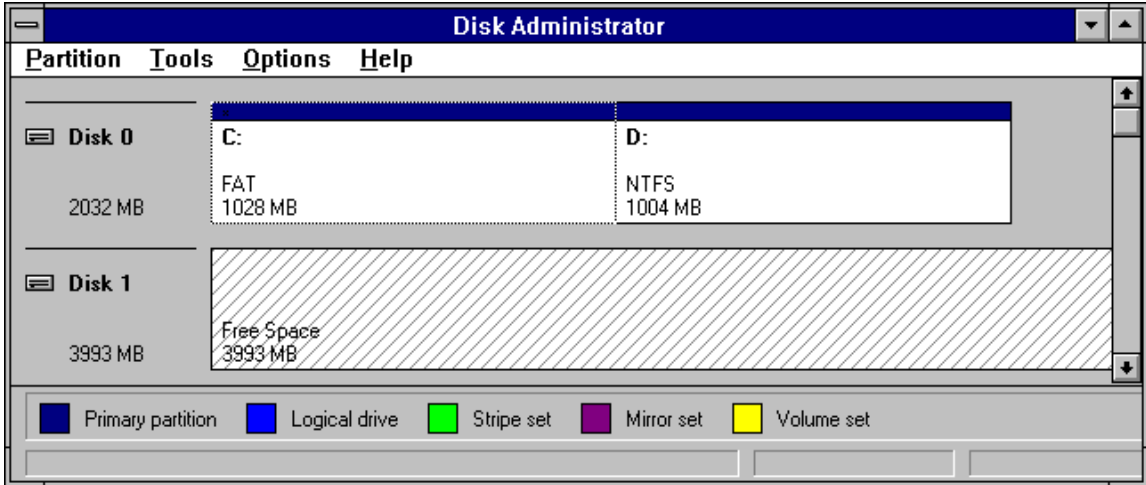 Disk Administrator
Partition Tools Options Help
Disk 0
2032 MB
C:
FAT
1028 MB
D:
NTFS
1004 MB
Disk 1
3993 MB
Free Space
3993 MB
Primary partition Logical drive Stripe set Mirror set Volume set